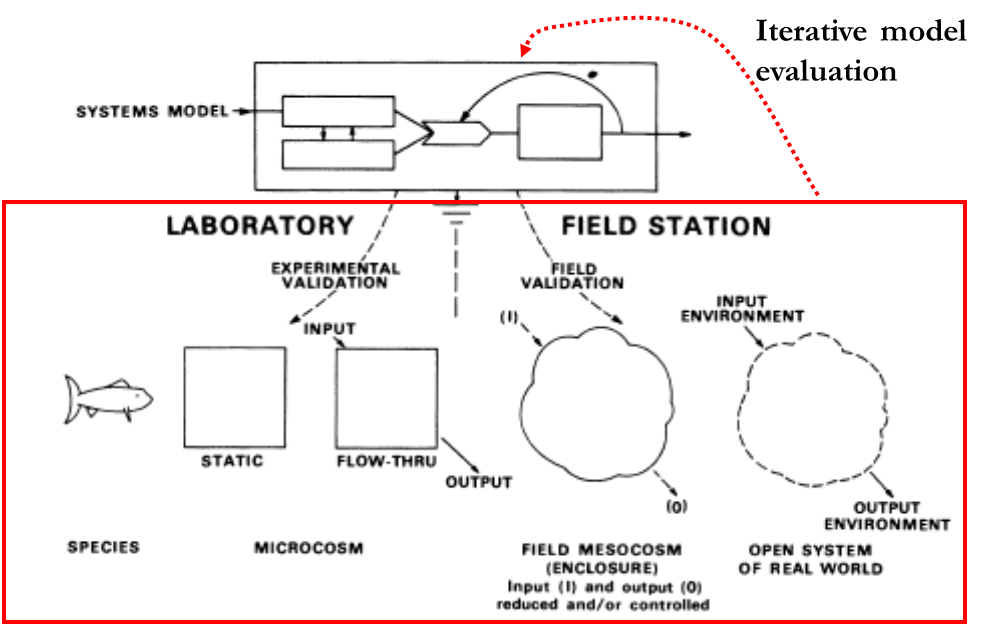 Iterative model
evaluation
SYSTEMS MODEL
LABORATORY
FIELD STATION
EXPERIMENTAL
VALIDATION
FIELD
VALIDATION
INPUT
(I)
INPUT
ENVIRONMENT
STATIC
FLOW-THRU
OUTPUT
(0)
OUTPUT
ENVIRONMENT
SPECIES
MICROCOSM
FIELD MESOCOSM
(ENCLOSURE)
Input (I) and output (0)
reduced and/or controlled
OPEN SYSTEM
OF REAL WORLD